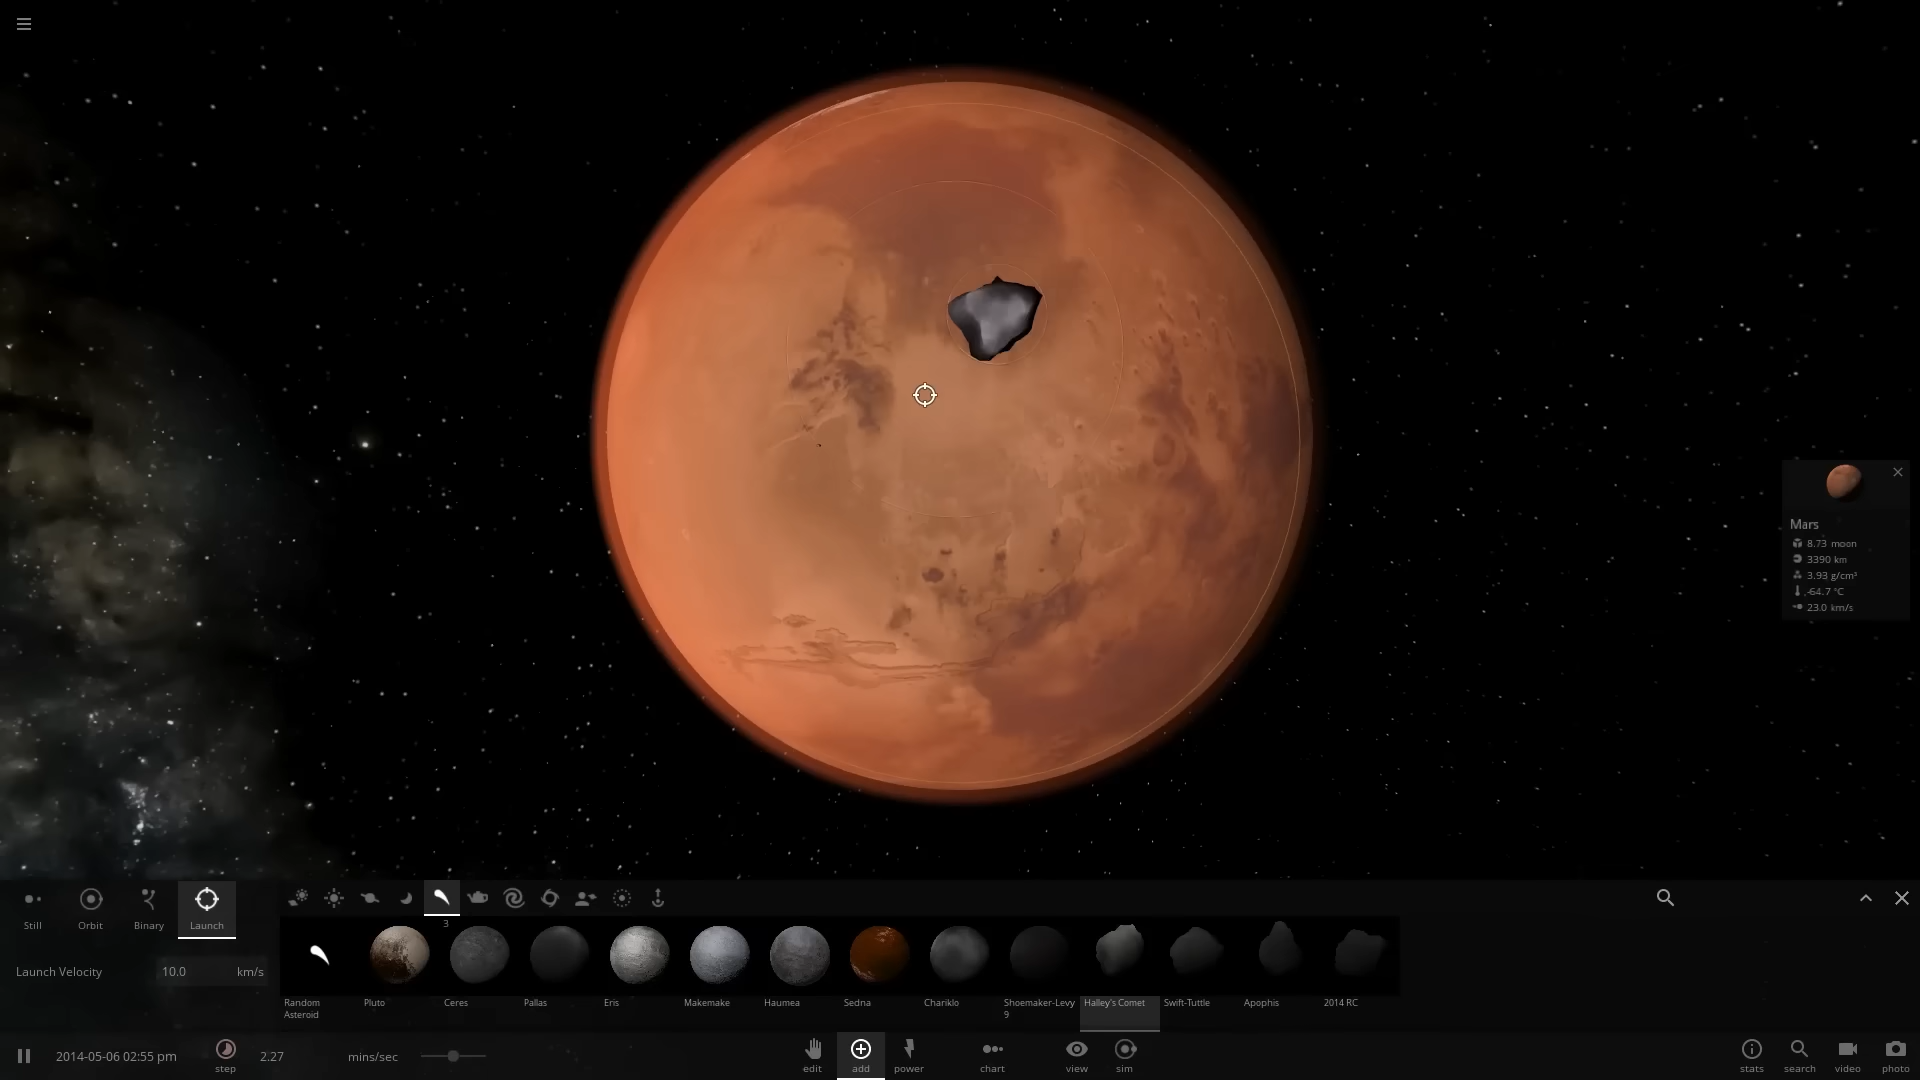 Mars
8.73 moon
3390 km
3.93 g/cm³
-64.7 °C
23.0 km/s
Still
Orbit
Binary
Launch
3
Launch Velocity
10.0
km/s
Random
Asteroid
Pluto
Ceres
Pallas
Eris
Makemake
Haumea
Sedna
Chariklo
Shoemaker-Levy
9
Halley's Comet
Swift-Tuttle
Apophis
2014 RC
2014-05-06 02:55 pm
step
2.27
mins/sec
edit
add
power
chart
view
sim
stats
search
video
photo